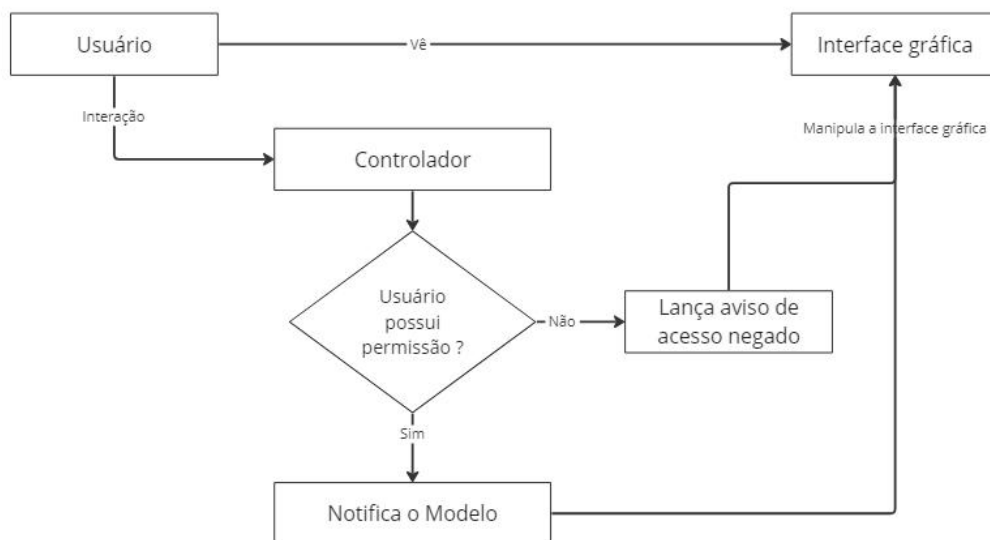 Usuário
Vê
Interface gráfica
Interação
Manipula a interface gráfica
Controlador
Usuário
possui
permissão ?
Não
Lança aviso de
acesso negado
Sim
Notifica o Modelo